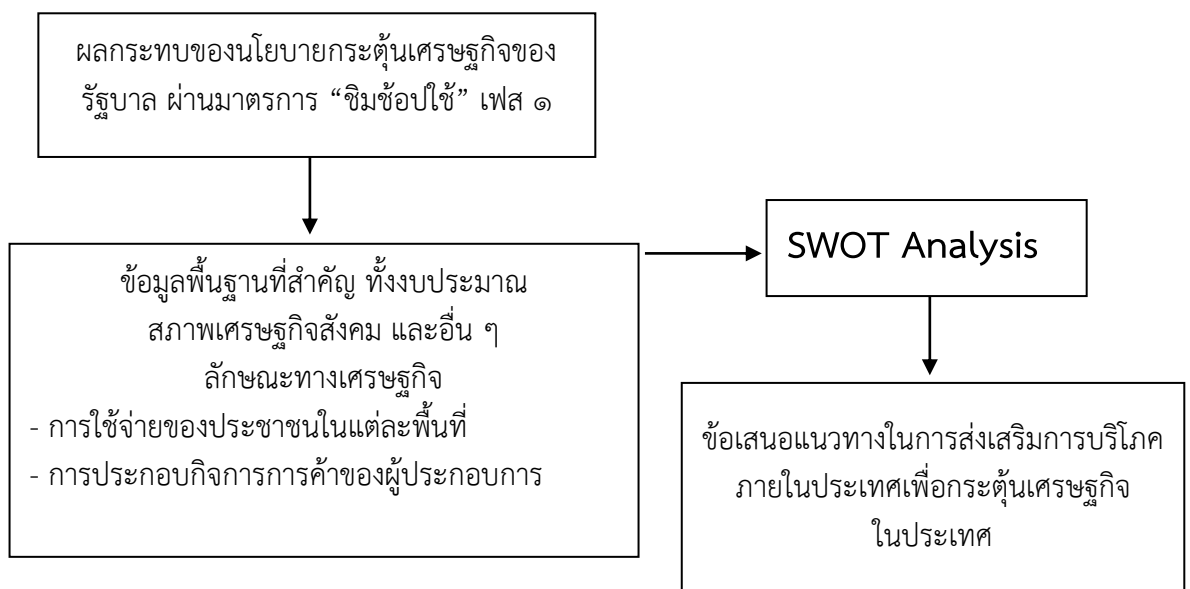 ผลกระทบของนโยบายกระตุ้นเศรษฐกิจของ
รัฐบาล ผ่านมาตรการ “ชิมช้อปใช้” เฟส ๑
ข้อมูลพื้นฐานที่สำคัญ ทั้งงบประมาณ
สภาพเศรษฐกิจสังคม และอื่น ๆ
ลักษณะทางเศรษฐกิจ
- การใช้จ่ายของประชาชนในแต่ละพื้นที่
- การประกอบกิจการการค้าของผู้ประกอบการ
SWOT Analysis
ข้อเสนอแนวทางในการส่งเสริมการบริโภค
ภายในประเทศเพื่อกระตุ้นเศรษฐกิจ
ในประเทศ